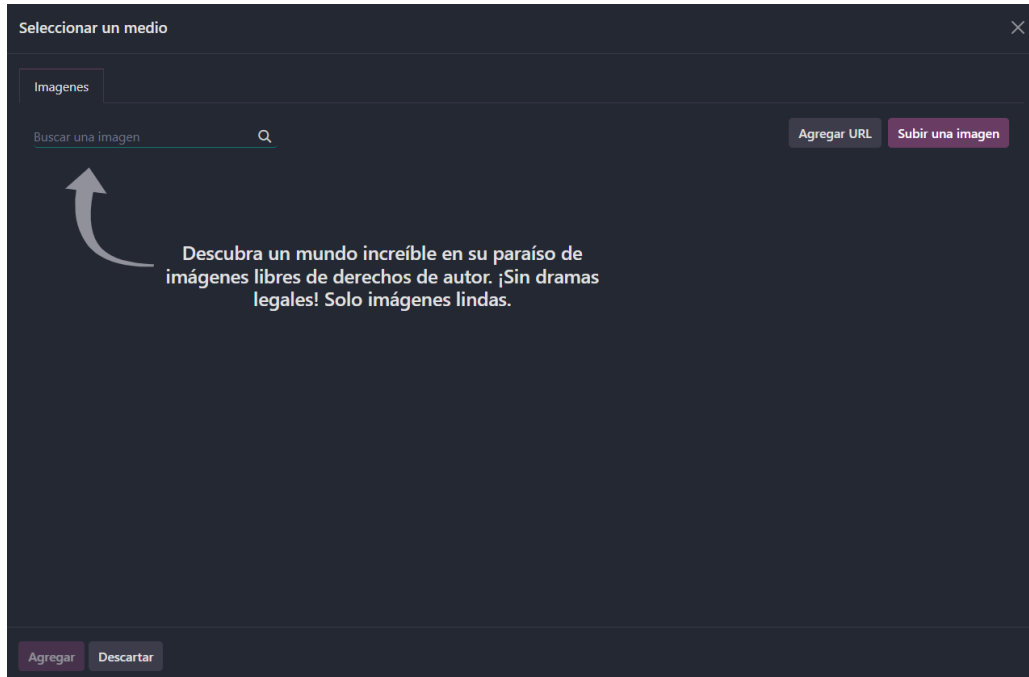 Seleccionar un medio
Imagenes
Buscar una imagen
Agregar URL
Subir una imagen
Descubra un mundo increíble en su paraíso de
imágenes libres de derechos de autor. ¡Sin dramas
legales! Solo imágenes lindas.
Agregar
Descartar